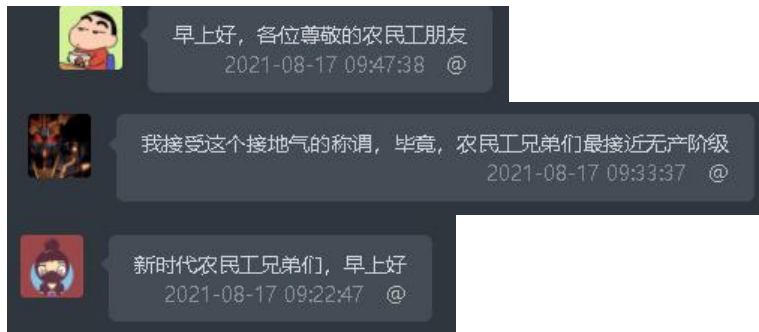 早上好，各位尊敬的农民工朋友
2021-08-17 09:47:38 @
我接受这个接地气的称谓，毕竟，农民工兄弟们最接近无产阶级
2021-08-17 09:33:37 @
新时代农民工兄弟们，早上好
2021-08-17 09:22:47 @